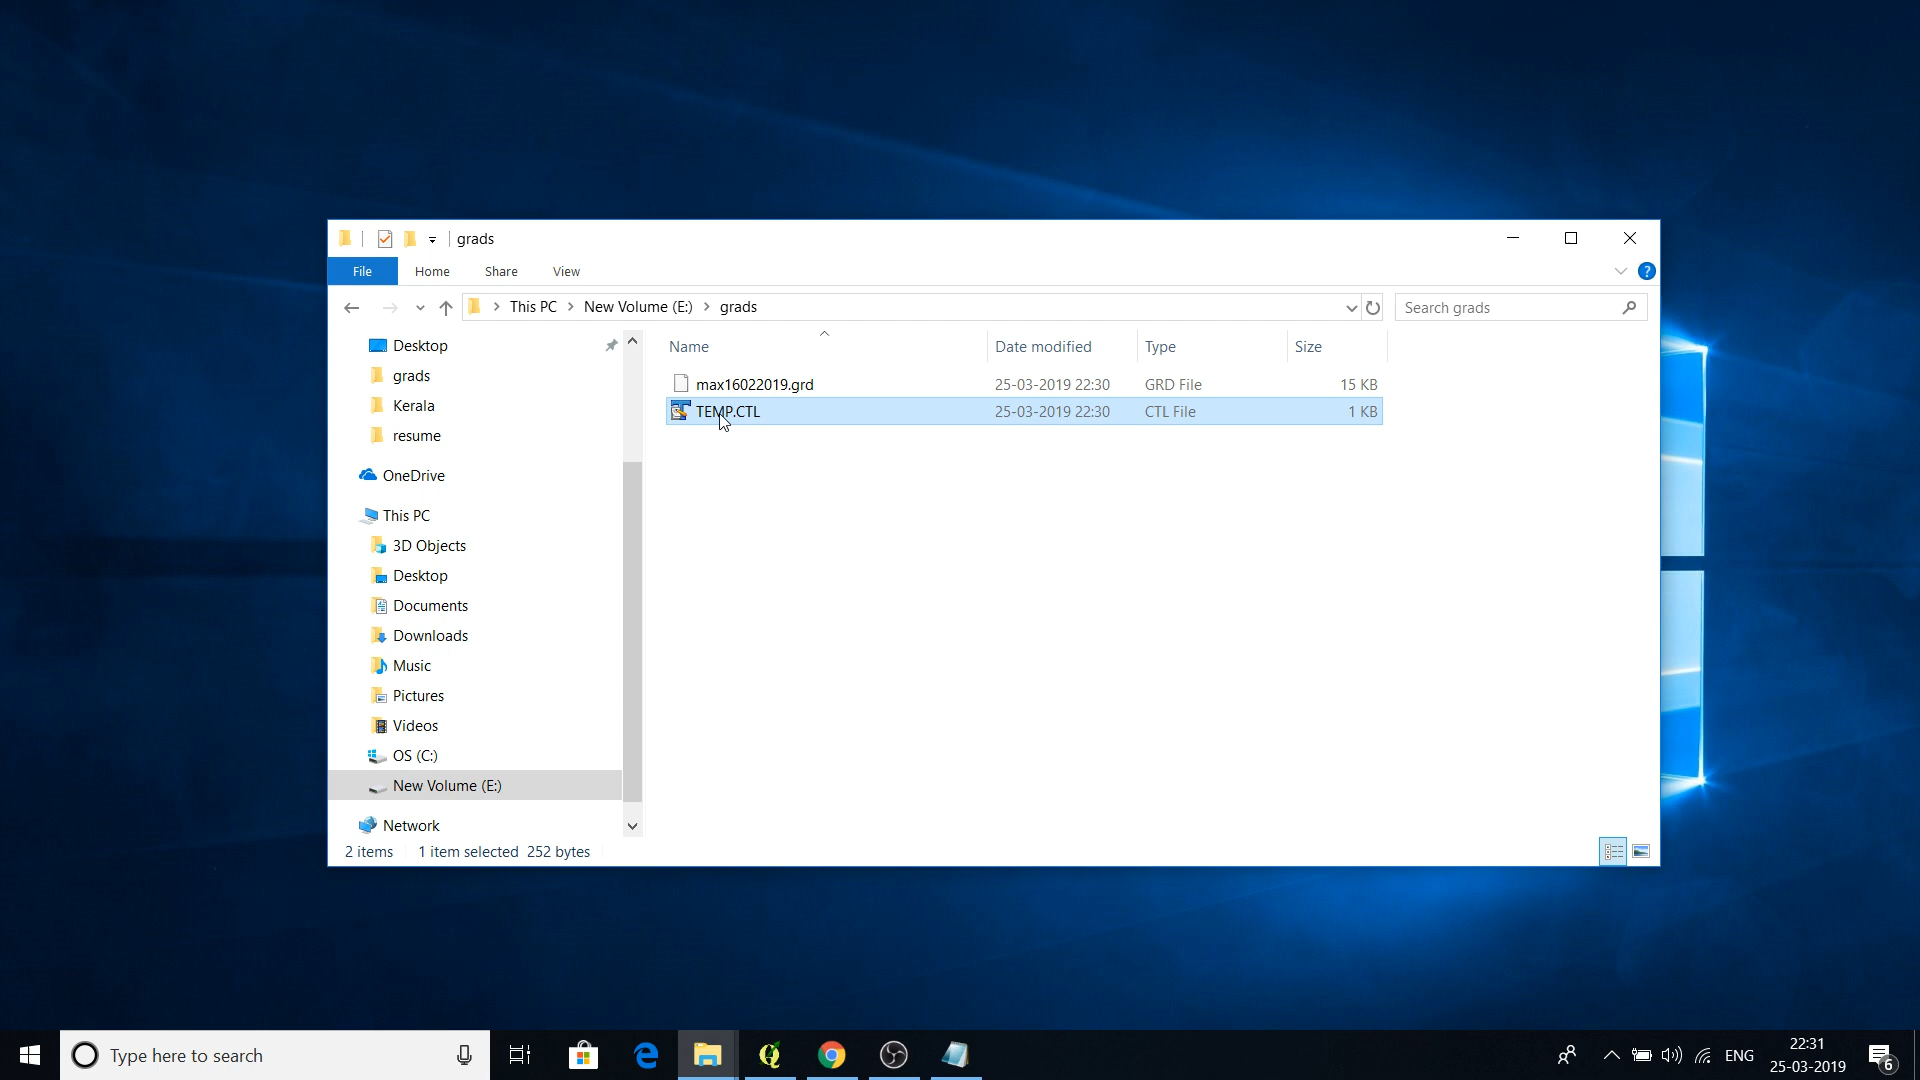 grads
File Home Share View
This PC New Volume (E:) grads
Search grads
Desktop
grads
Kerala
resume
OneDrive
This PC
3D Objects
Desktop
Documents
Downloads
Music
Pictures
Videos
OS (C:)
New Volume (E:)
Network
Name Date modified Type Size
max16022019.grd 25-03-2019 22:30 GRD File 15 KB
TEMP.CTL 25-03-2019 22:30 CTL File 1 KB
2 items 1 item selected 252 bytes
Type here to search
ENG
22:31
25-03-2019
6